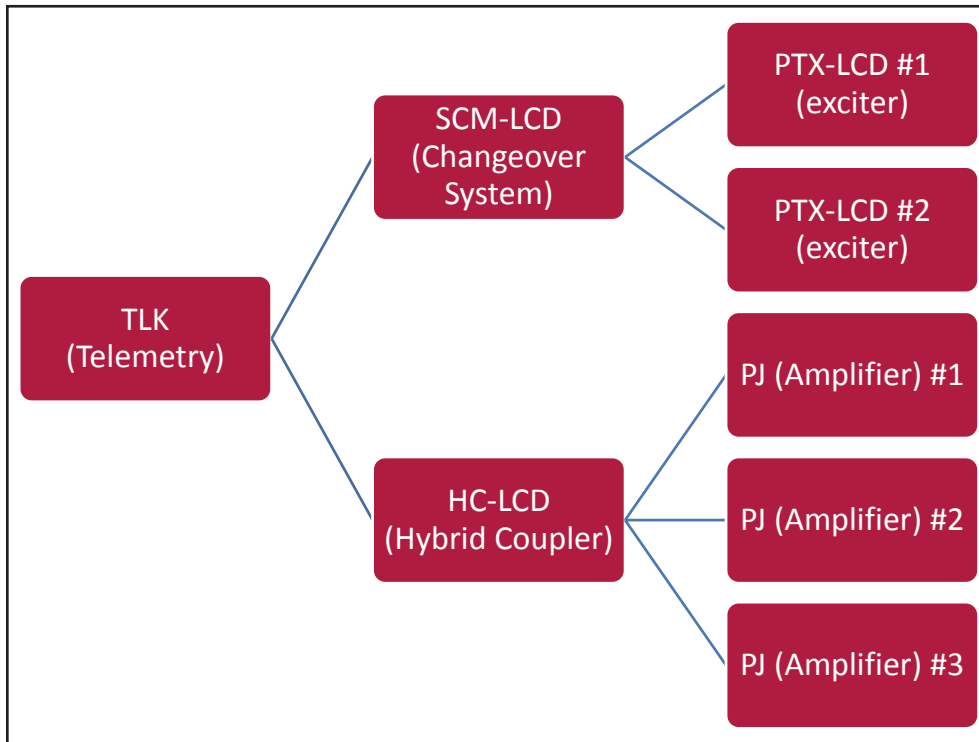 TLK
(Telemetry)
SCM-LCD
(Changeover
System)
HC-LCD
(Hybrid Coupler)
PTX-LCD #1
(exciter)
PTX-LCD #2
(exciter)
PJ (Amplifier) #1
PJ (Amplifier) #2
PJ (Amplifier) #3